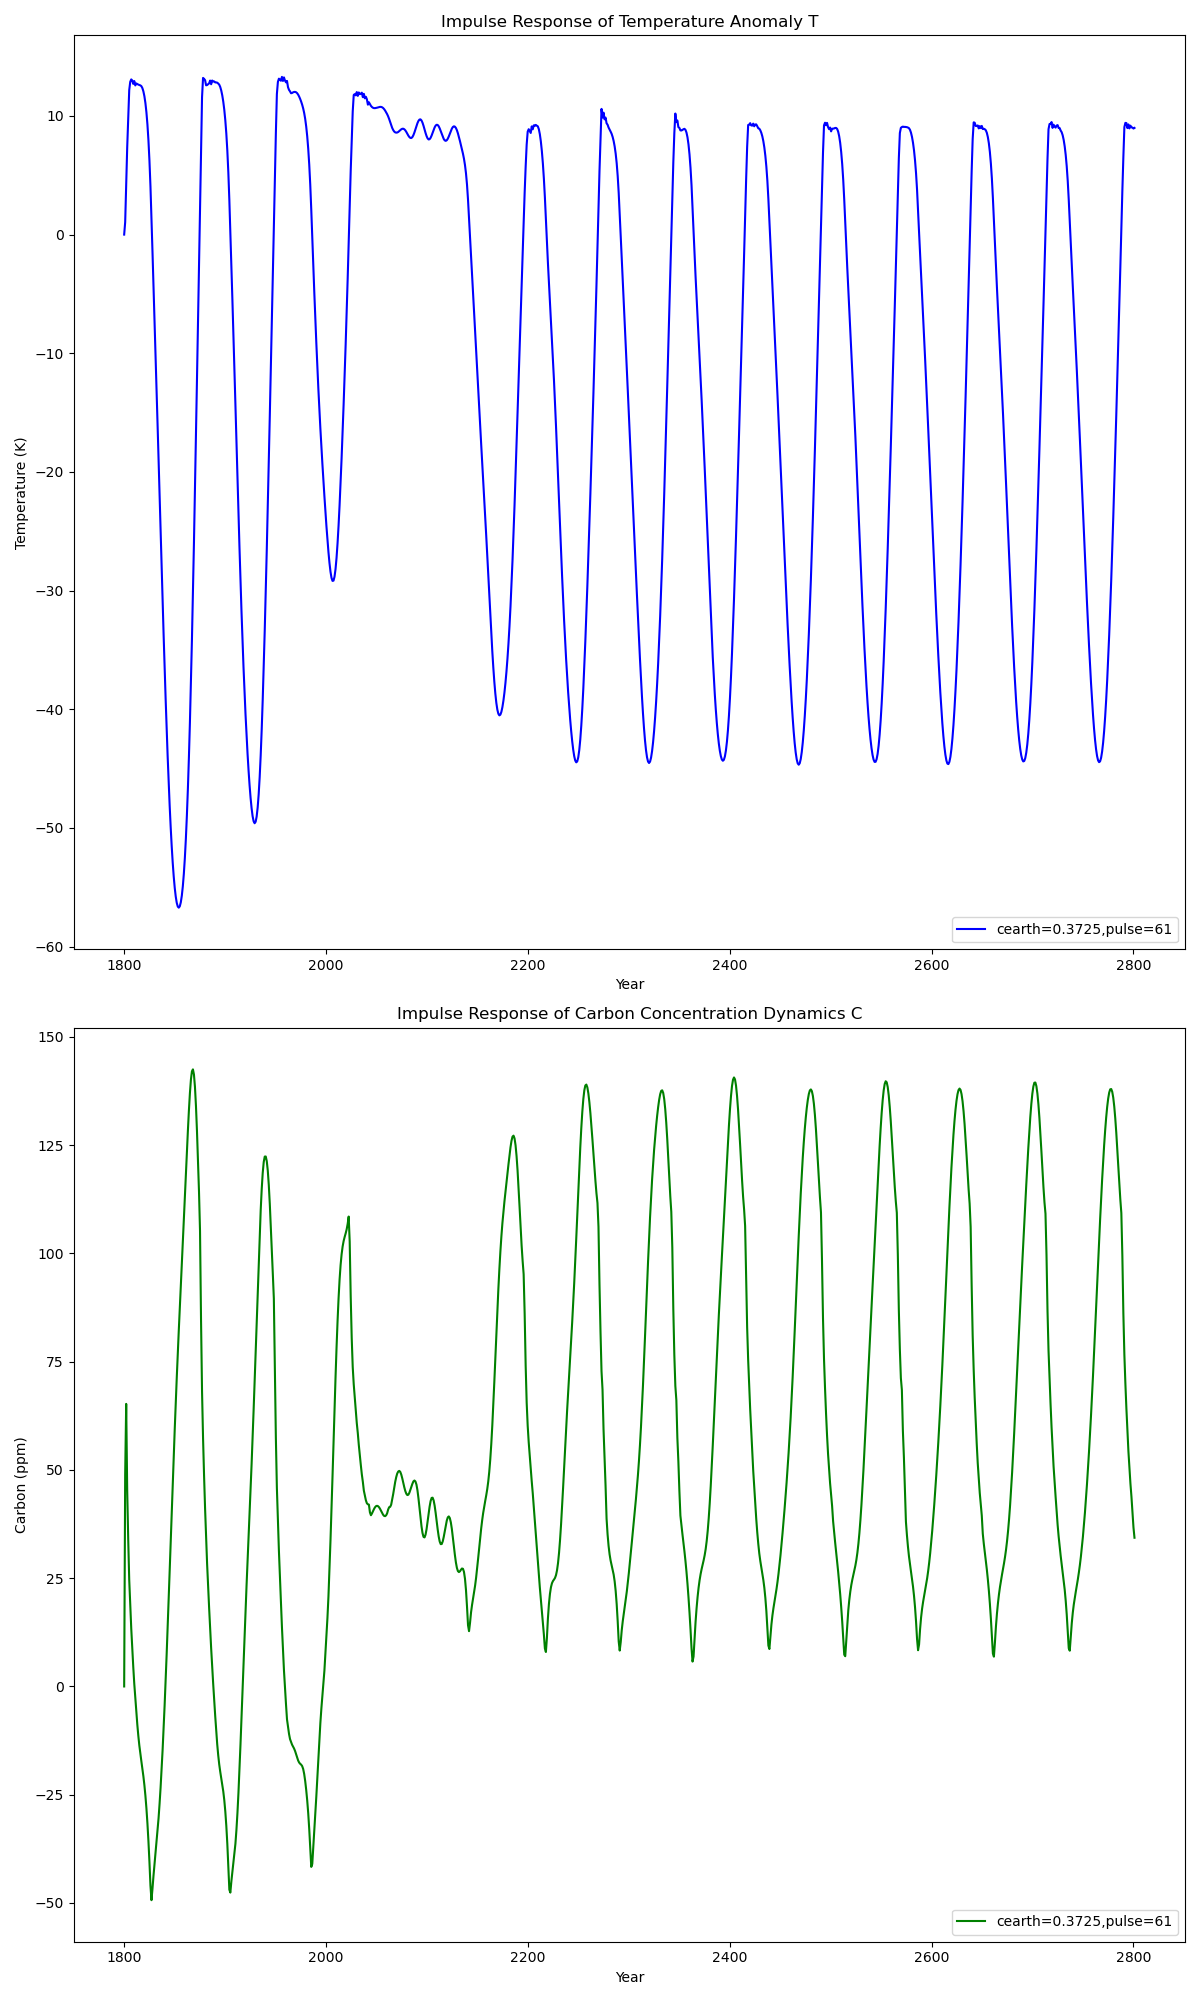 Impulse Response of Temperature Anomaly T
10
0
−10
−20
−30
−40
−50
−60
Temperature (K)
cearth=0.3725,pulse=61
1800 2000 2200 2400 2600 2800
Year
Impulse Response of Carbon Concentration Dynamics C
150
125
100
75
50
25
0
−25
−50
Carbon (ppm)
cearth=0.3725,pulse=61
1800 2000 2200 2400 2600 2800
Year